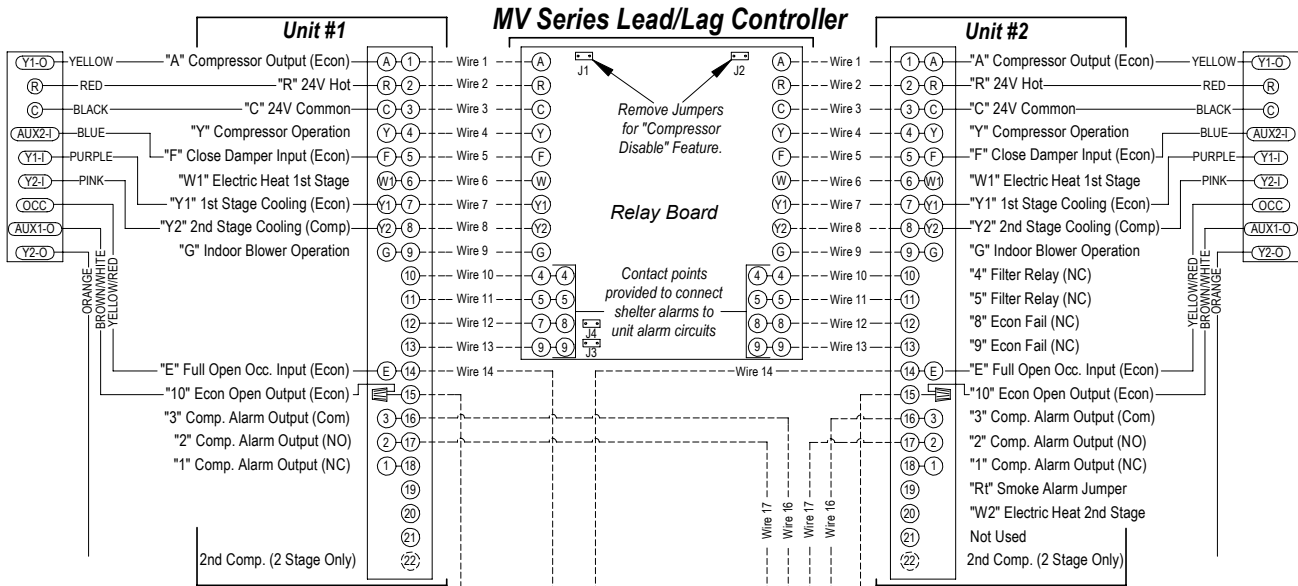 MV Series Lead/Lag Controller
Unit #1
Unit #2
Y1-O YELLOW "A" Compressor Output (Econ) A 1 Wire 1 A
R RED "R" 24V Hot R 2 Wire 2 R
C BLACK "C" 24V Common C 3 Wire 3 C
AUX2-I BLUE "Y" Compressor Operation Y 4 Wire 4 Y
Y1-I PURPLE "F" Close Damper Input (Econ) F 5 Wire 5 F
Y2-I PINK "W1" Electric Heat 1st Stage W1 6 Wire 6 W
OCC "Y1" 1st Stage Cooling (Econ) Y1 7 Wire 7 Y1
AUX1-O "Y2" 2nd Stage Cooling (Comp) Y2 8 Wire 8 Y2
Y2-O "G" Indoor Blower Operation G 9 Wire 9 G
10 Wire 10 4 4
11 Wire 11 5 5
12 Wire 12 7 8
13 Wire 13 9 9
ORANGE
BROWN/WHITE
YELLOW/RED
"E" Full Open Occ. Input (Econ) E 14 Wire 14
"10" Econ Open Output (Econ) 15
"3" Comp. Alarm Output (Com) 3 16
"2" Comp. Alarm Output (NO) 2 17
"1" Comp. Alarm Output (NC) 1 18
19
20
21
2nd Comp. (2 Stage Only) 22
J1
J2
Remove Jumpers
for "Compressor
Disable" Feature.
Relay Board
Contact points
provided to connect
shelter alarms to
unit alarm circuits
J4
J3
A Wire 1 1 A "A" Compressor Output (Econ) YELLOW Y1-O
R Wire 2 2 R "R" 24V Hot RED R
C Wire 3 3 C "C" 24V Common BLACK C
Y Wire 4 4 Y "Y" Compressor Operation BLUE AUX2-I
F Wire 5 5 F "F" Close Damper Input (Econ) PURPLE Y1-I
W Wire 6 6 W1 "W1" Electric Heat 1st Stage PINK Y2-I
Y1 Wire 7 7 Y1 "Y1" 1st Stage Cooling (Econ) OCC
Y2 Wire 8 8 Y2 "Y2" 2nd Stage Cooling (Comp) AUX1-O
G Wire 9 9 G "G" Indoor Blower Operation Y2-O
4 4 Wire 10 10 "4" Filter Relay (NC)
5 5 Wire 11 11 "5" Filter Relay (NC)
8 8 Wire 12 12 "8" Econ Fail (NC)
9 9 Wire 13 13 "9" Econ Fail (NC)
Wire 14 14 E "E" Full Open Occ. Input (Econ)
15 "10" Econ Open Output (Econ)
16 3 "3" Comp. Alarm Output (Com)
17 2 "2" Comp. Alarm Output (NO)
18 1 "1" Comp. Alarm Output (NC)
19 "Rt" Smoke Alarm Jumper
20 "W2" Electric Heat 2nd Stage
21 Not Used
22 2nd Comp. (2 Stage Only)
YELLOW/RED
BROWN/WHITE
ORANGE
Wire 17
Wire 16
Wire 17
Wire 16